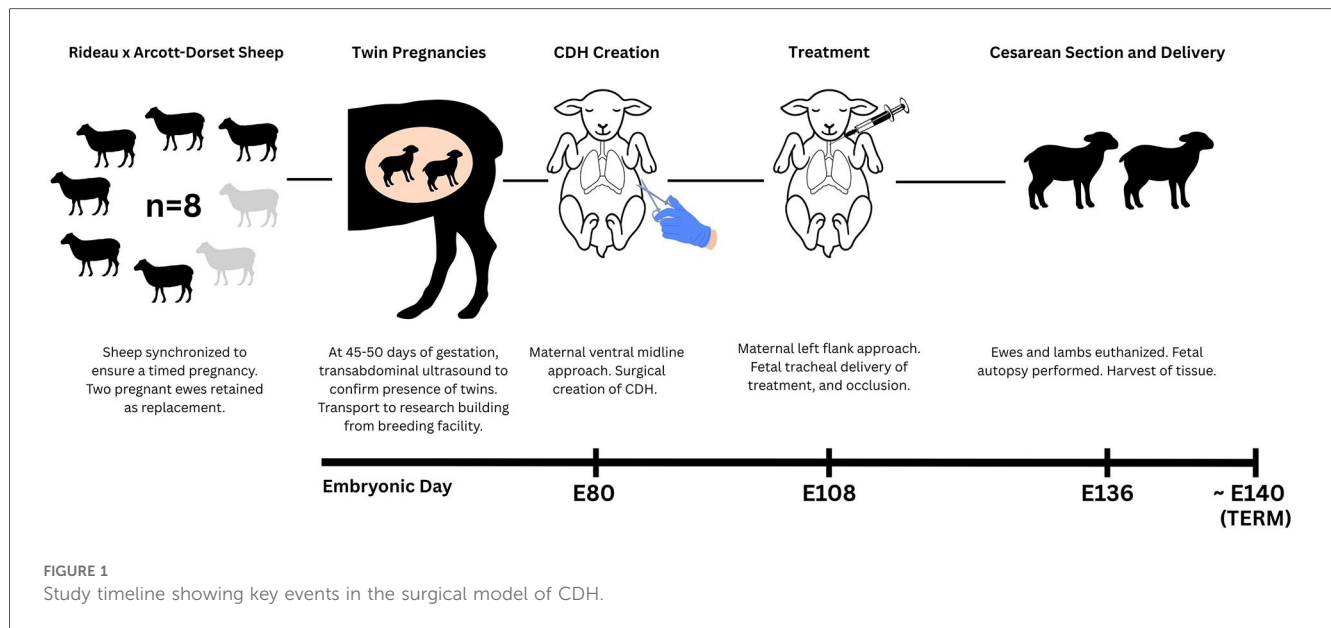 Rideau x Arcott-Dorset Sheep
Twin Pregnancies
CDH Creation
Treatment
Cesarean Section and Delivery
n=8
Sheep synchronized to
ensure a timed pregnancy.
Two pregnant ewes retained
as replacement.
At 45-50 days of gestation,
transabdominal ultrasound to
confirm presence of twins.
Transport to research building
from breeding facility.
Maternal ventral midline
approach. Surgical
creation of CDH.
Maternal left flank approach.
Fetal tracheal delivery of
treatment, and occlusion.
Ewes and lambs euthanized. Fetal
autopsy performed. Harvest of tissue.
Embryonic Day
E80
E108
E136
~ E140
(TERM)
FIGURE 1
Study timeline showing key events in the surgical model of CDH.